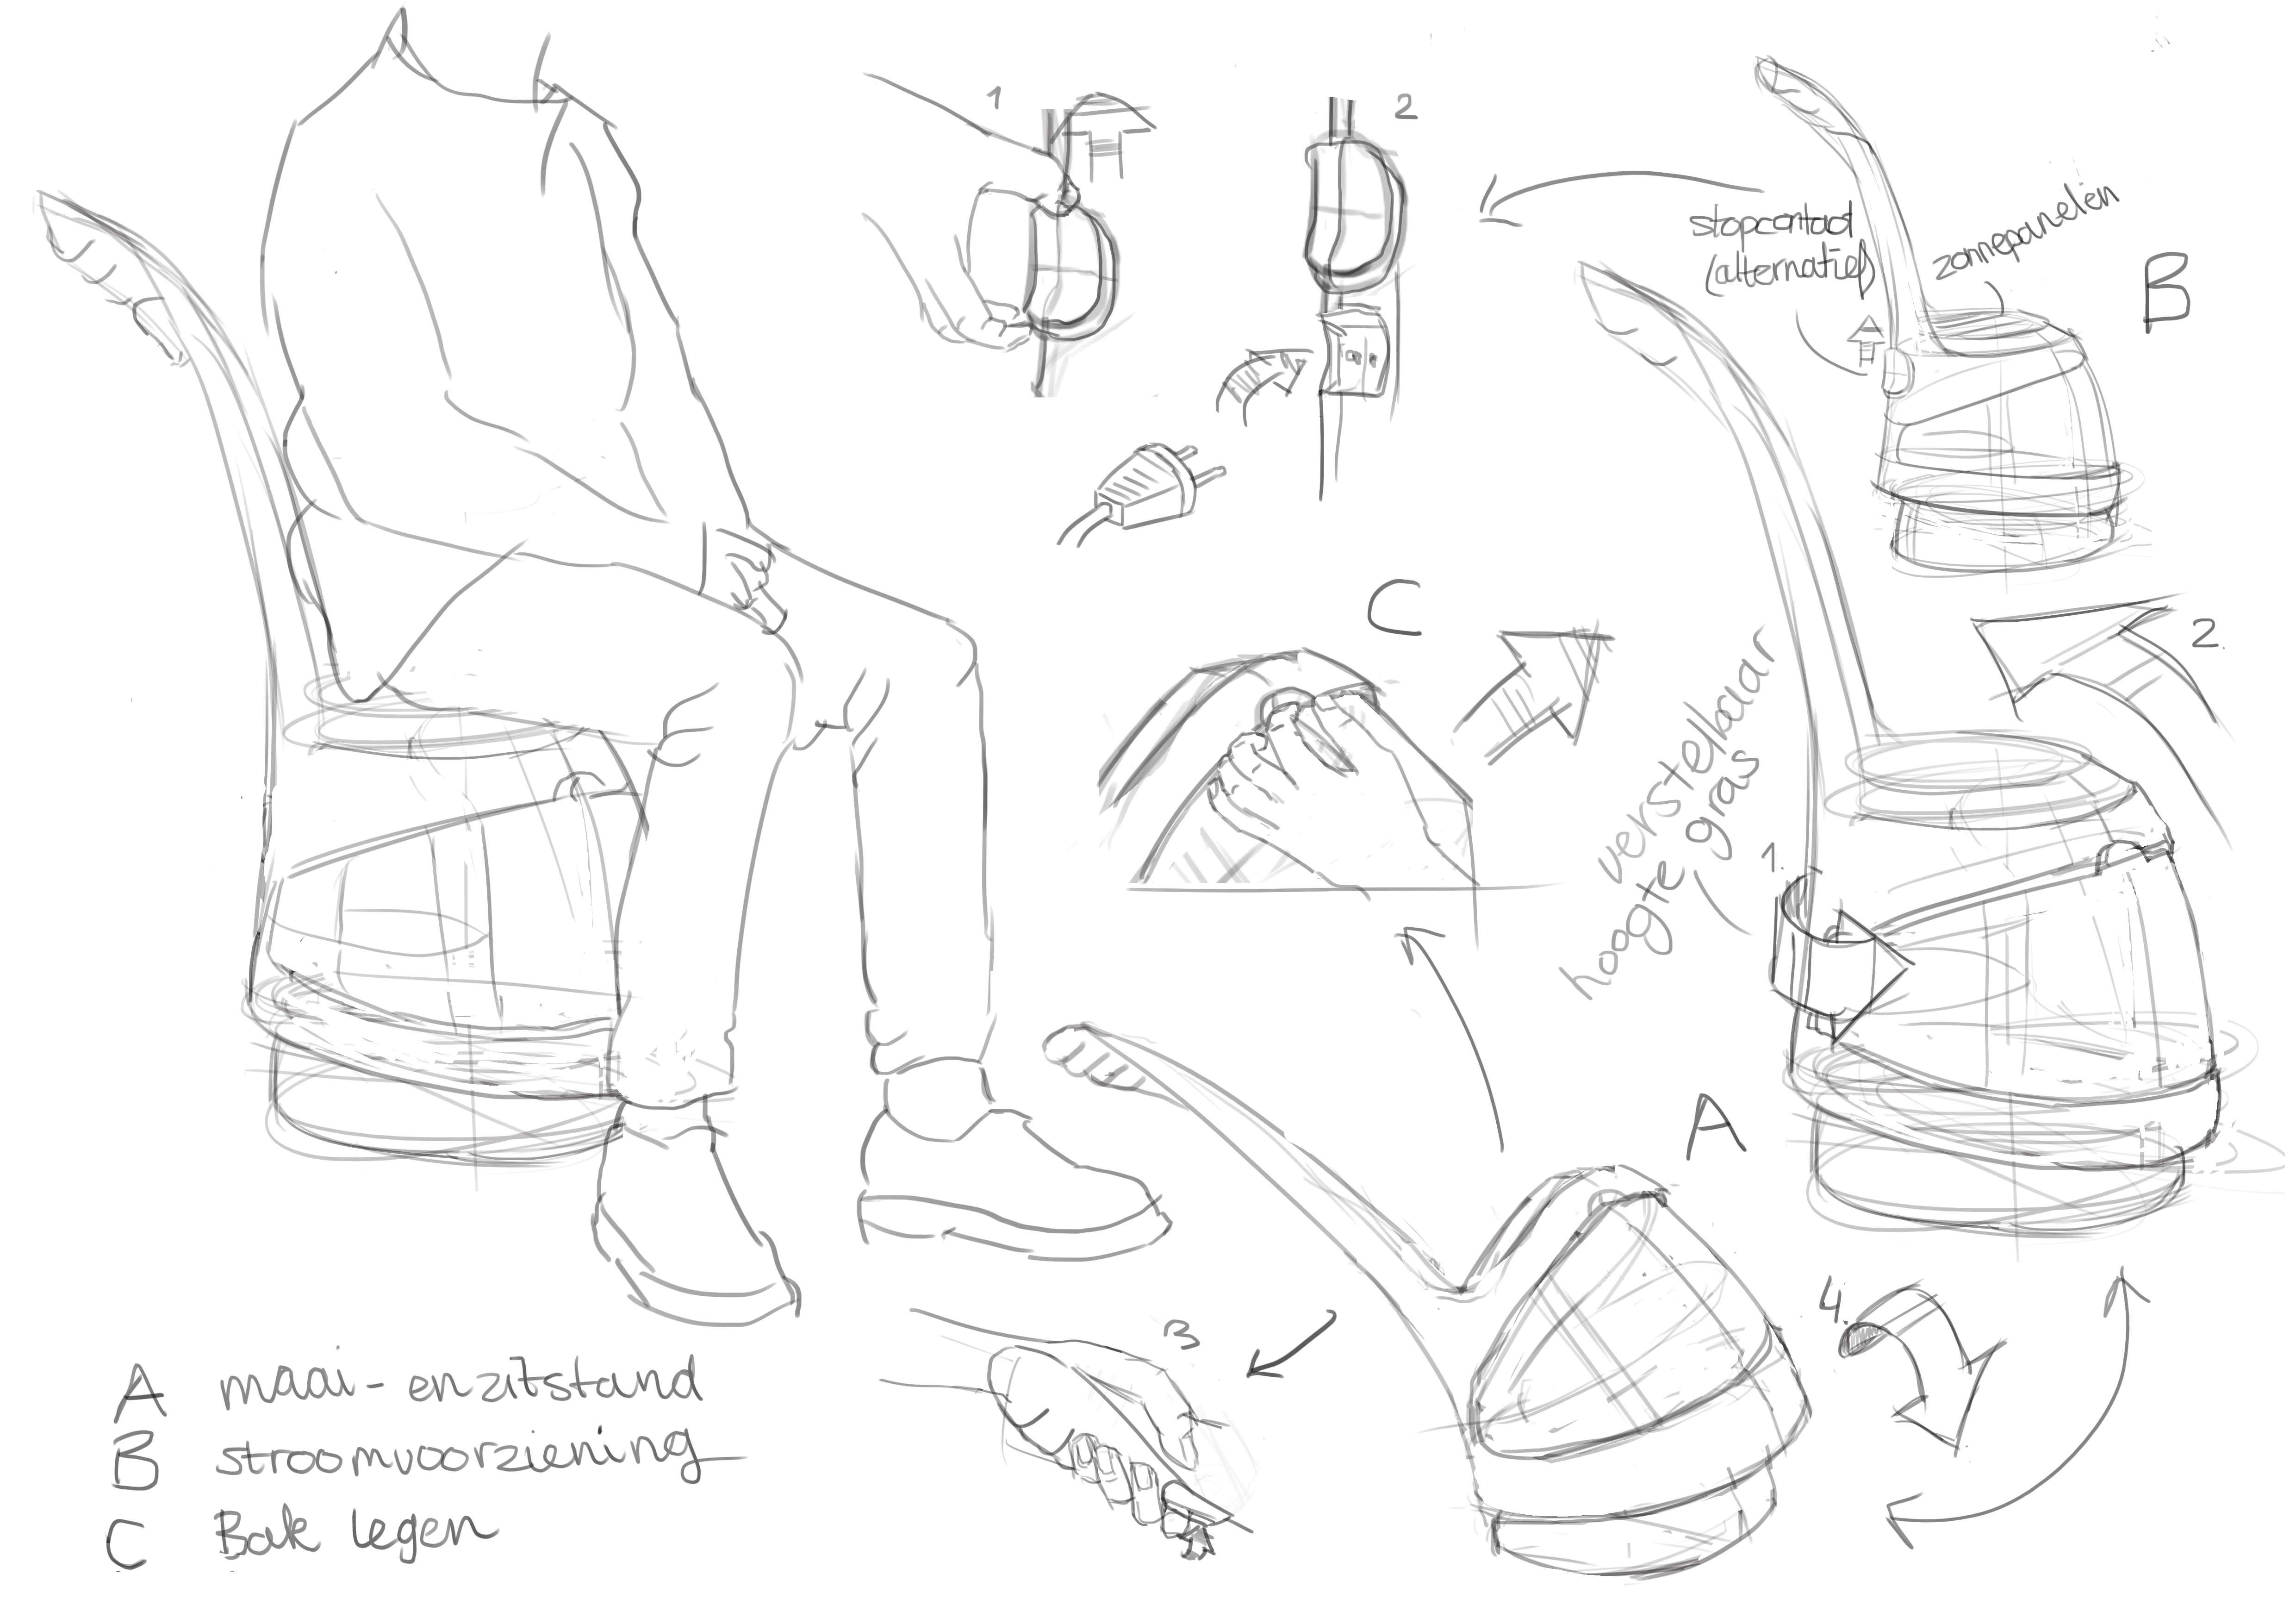 1
2
stopcontact
(alternatief)
zonnepanelen
B
C
verstelbaar
hoogte gras
2.
1.
A
3
4.
A maai- en zitstand
B stroomvoorziening
C Bak legen